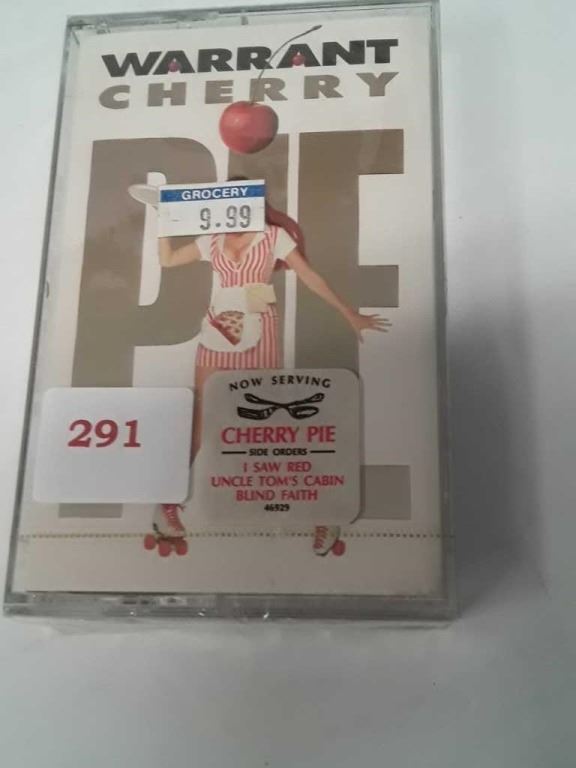 WARRANT
CHERRY
PIE
GROCERY
9.99
291
NOW SERVING
CHERRY PIE
SIDE ORDERS
I SAW RED
UNCLE TOM'S CABIN
BLIND FAITH
46929